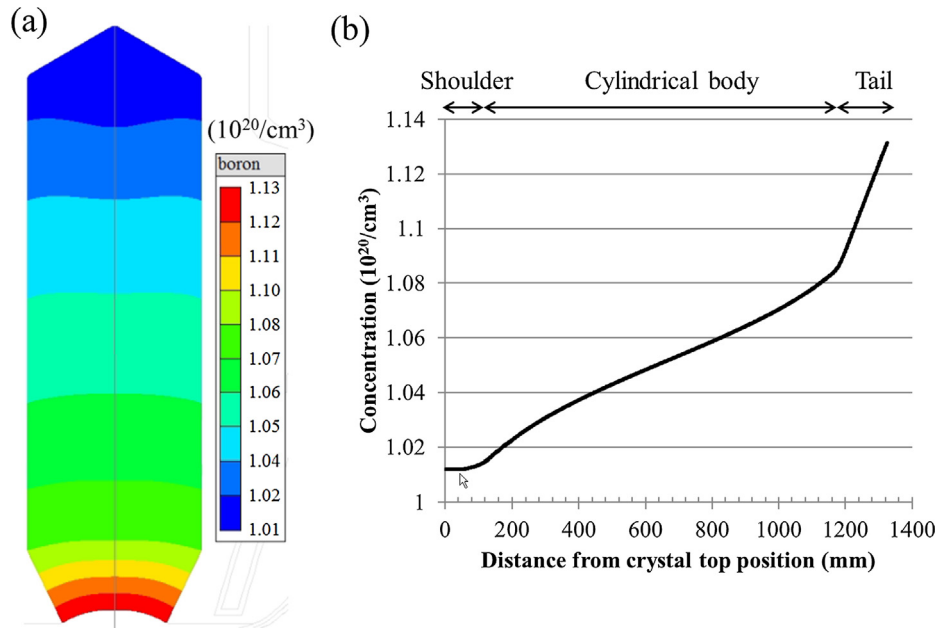 (a)
(10²⁰/cm³)
boron
1.13
1.12
1.11
1.10
1.08
1.07
1.06
1.05
1.04
1.02
1.01
(b)
Shoulder Cylindrical body Tail
Concentration (10²⁰/cm³)
1.14
1.12
1.1
1.08
1.06
1.04
1.02
1
0 200 400 600 800 1000 1200 1400
Distance from crystal top position (mm)